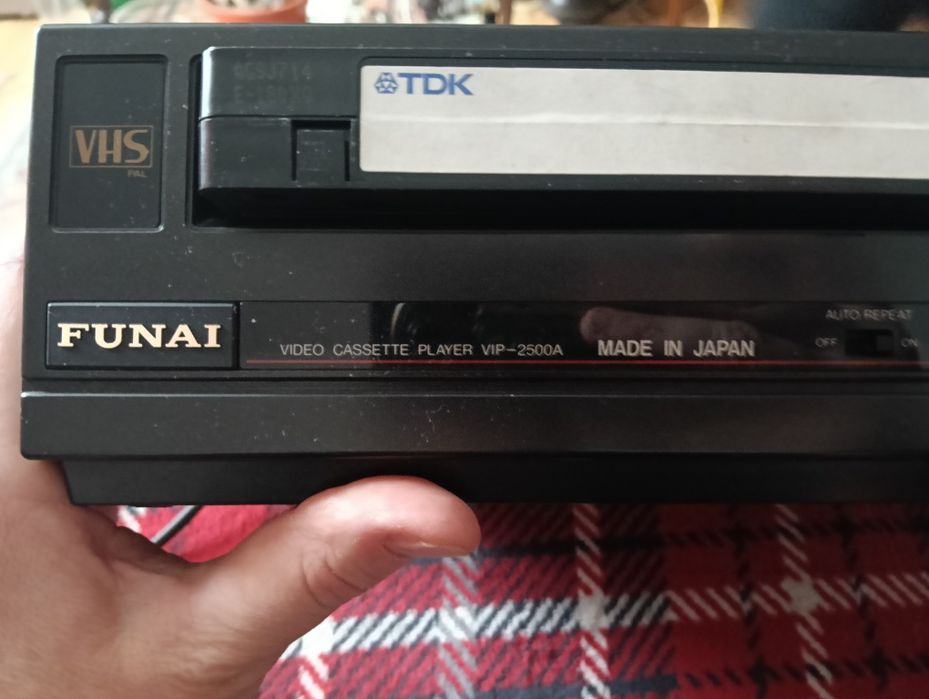 TDK
VHS
PAL
FUNAI
VIDEO CASSETTE PLAYER VIP-2500A
MADE IN JAPAN
AUTO REPEAT
OFF
ON